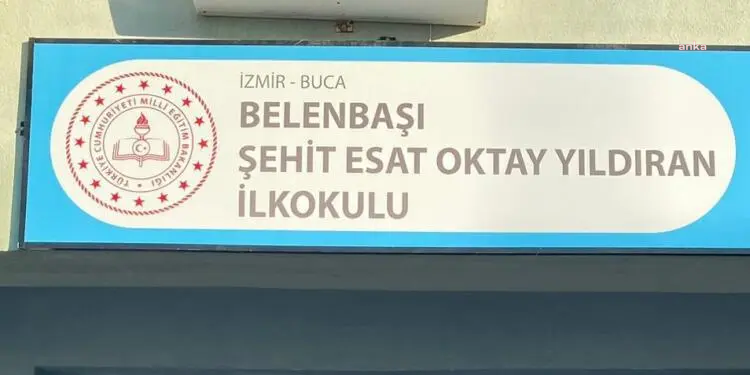 anka
İZMİR - BUCA
BELENBAŞI
ŞEHİT ESAT OKTAY YILDIRAN
İLKOKULU
TÜRKİYE CUMHURİYETİ MİLLİ EĞİTİM BAKANLIĞI